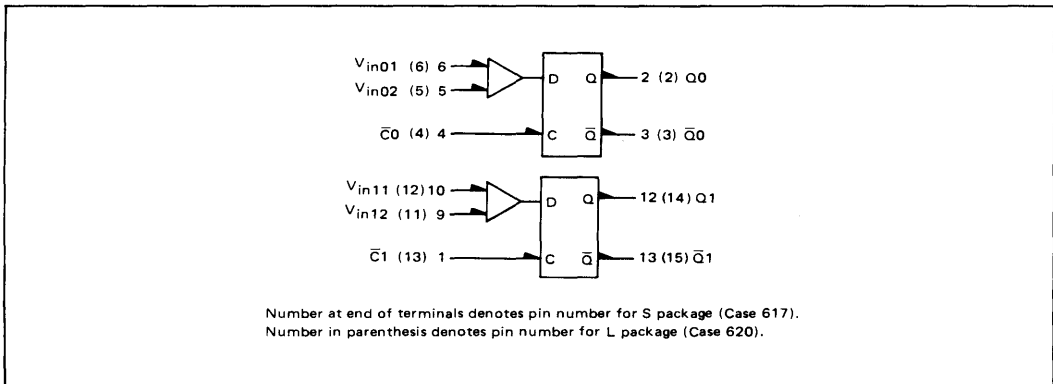 Vin01 (6) 6
Vin02 (5) 5
D Q 2 (2) Q0
C̅0 (4) 4
C Q̅ 3 (3) Q̅0
Vin11 (12) 10
Vin12 (11) 9
D Q 12 (14) Q1
C̅1 (13) 1
C Q̅ 13 (15) Q̅1
Number at end of terminals denotes pin number for S package (Case 617).
Number in parenthesis denotes pin number for L package (Case 620).